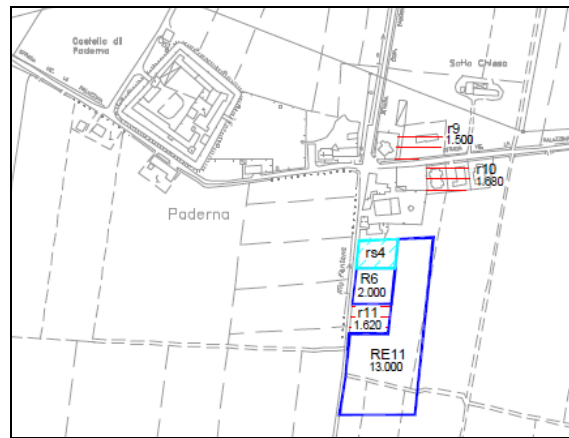 Castello di
Paderna
Sotto Chiesa
r9
1.500
r10
1.680
Paderna
rs4
R6
2.000
r11
1.620
RE11
13.000